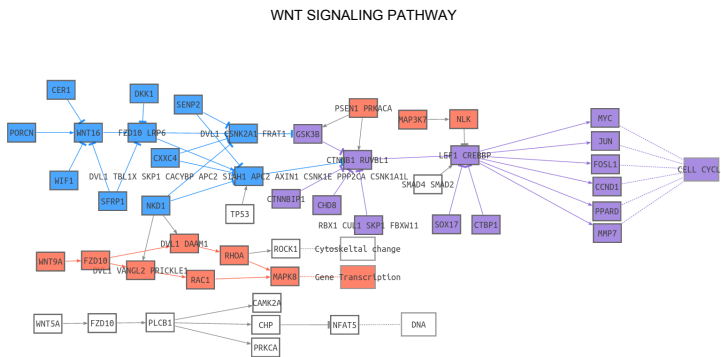 WNT SIGNALING PATHWAY
CER1
DKK1
SENP2
PSEN1 PRKACA
MAP3K7
NLK
MYC
PORCN
WNT16
FZD10 LRP6
DVL1 CSNK2A1 FRAT1
GSK3B
JUN
CXXC4
CTNNB1 RUVBL1
LEF1 CREBBP
FOSL1
CELL CYCL
WIF1
DVL1 TBL1X SKP1 CACYBP APC2 SIAH1 APC2 AXIN1 CSNK1E PPP2CA CSNK1A1L
SMAD4 SMAD2
CCND1
SFRP1
NKD1
TP53
CTNNBIP1
CHD8
PPARD
RBX1 CUL1 SKP1 FBXW11
SOX17
CTBP1
MMP7
DVL1 DAAM1
RHOA
ROCK1
Cytoskeltal change
WNT9A
FZD10
DVL1 VANGL2 PRICKLE1
RAC1
MAPK8
Gene Transcription
CAMK2A
WNT5A
FZD10
PLCB1
CHP
NFAT5
DNA
PRKCA